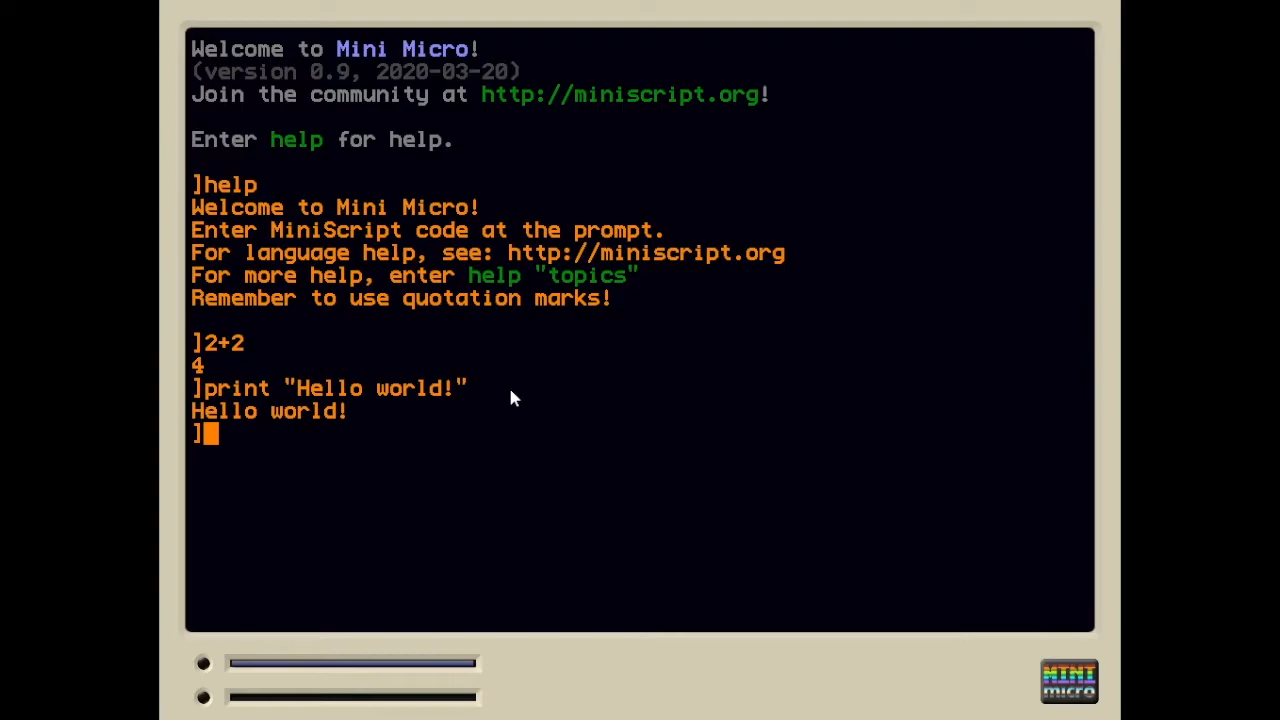 Welcome to Mini Micro!
(version 0.9, 2020-03-20)
Join the community at http://miniscript.org!
Enter help for help.
]help
Welcome to Mini Micro!
Enter MiniScript code at the prompt.
For language help, see: http://miniscript.org
For more help, enter help "topics"
Remember to use quotation marks!
]2+2
4
]print "Hello world!"
Hello world!
]
MINI
micro